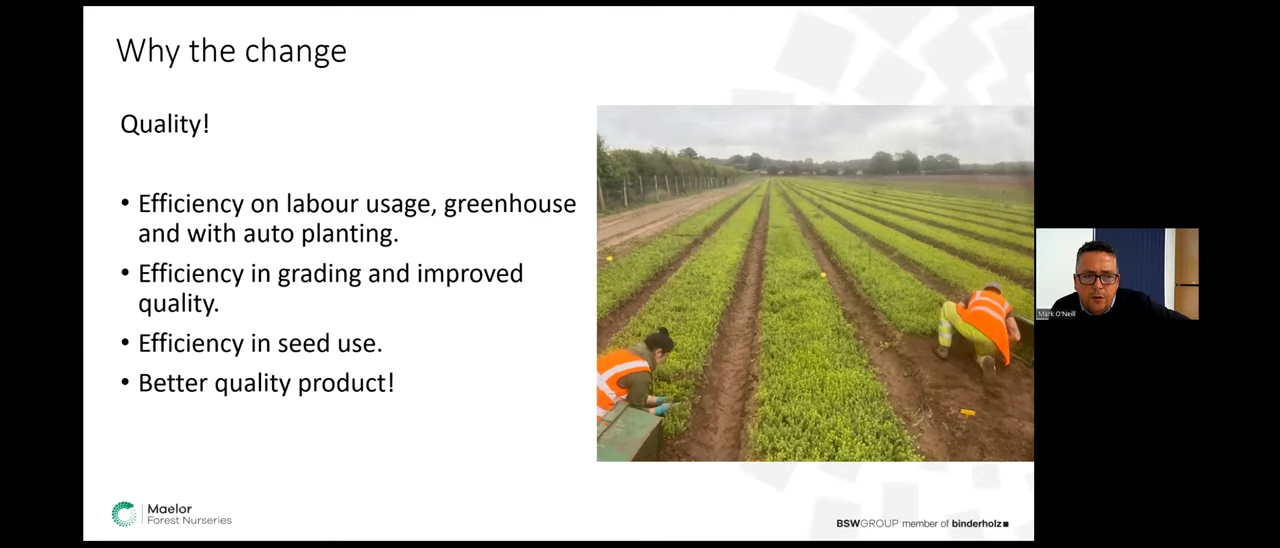 Why the change
Quality!
• Efficiency on labour usage, greenhouse
and with auto planting.
• Efficiency in grading and improved
quality.
• Efficiency in seed use.
• Better quality product!
Maelor
Forest Nurseries
BSWGROUP member of binderholz
Mark O'Neill